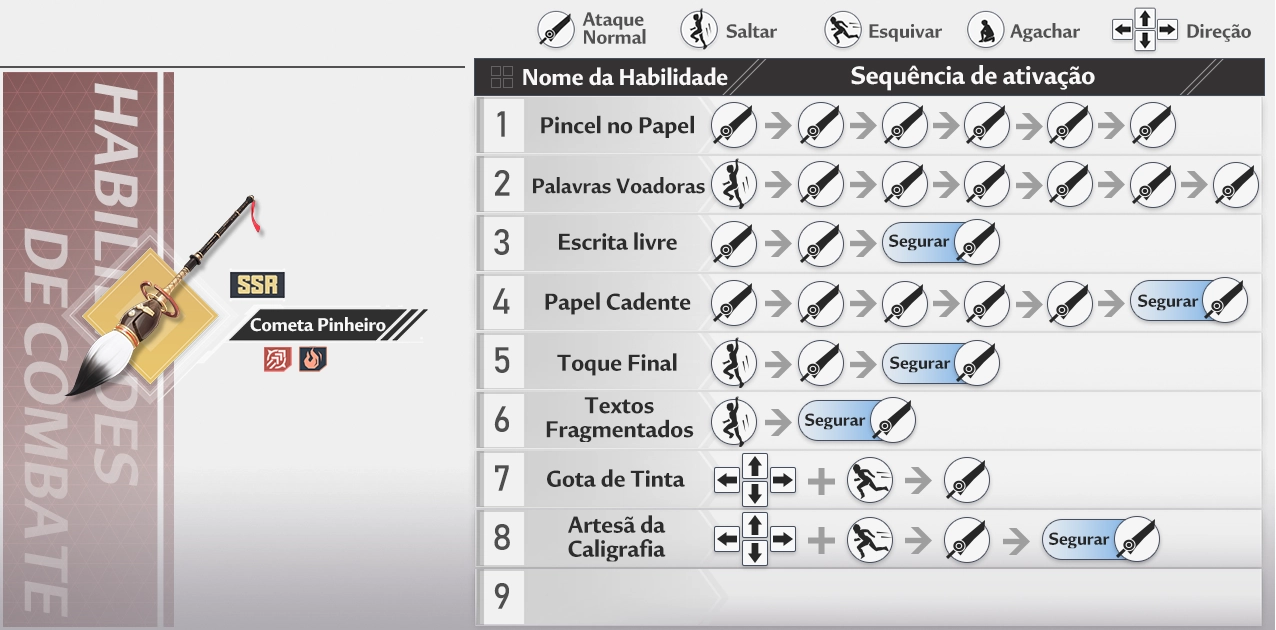 Ataque
Normal
Saltar
Esquivar
Agachar
Direção
HABILIDADES
DE COMBATE
SSR
Cometa Pinheiro
Nome da Habilidade
Sequência de ativação
1 Pincel no Papel
2 Palavras Voadoras
3 Escrita livre Segurar
4 Papel Cadente Segurar
5 Toque Final Segurar
6 Textos
Fragmentados Segurar
7 Gota de Tinta
8 Artesã da
Caligrafia Segurar
9